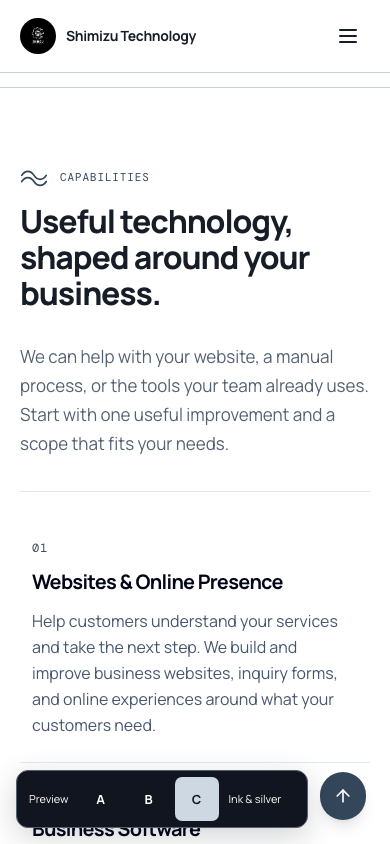 Shimizu Technology
CAPABILITIES
Useful technology,
shaped around your
business.
We can help with your website, a manual
process, or the tools your team already uses.
Start with one useful improvement and a
scope that fits your needs.
01
Websites & Online Presence
Help customers understand your services
and take the next step. We build and
improve business websites, inquiry forms,
and online experiences around what your
customers need.
Business Software
Preview A B C Ink & silver